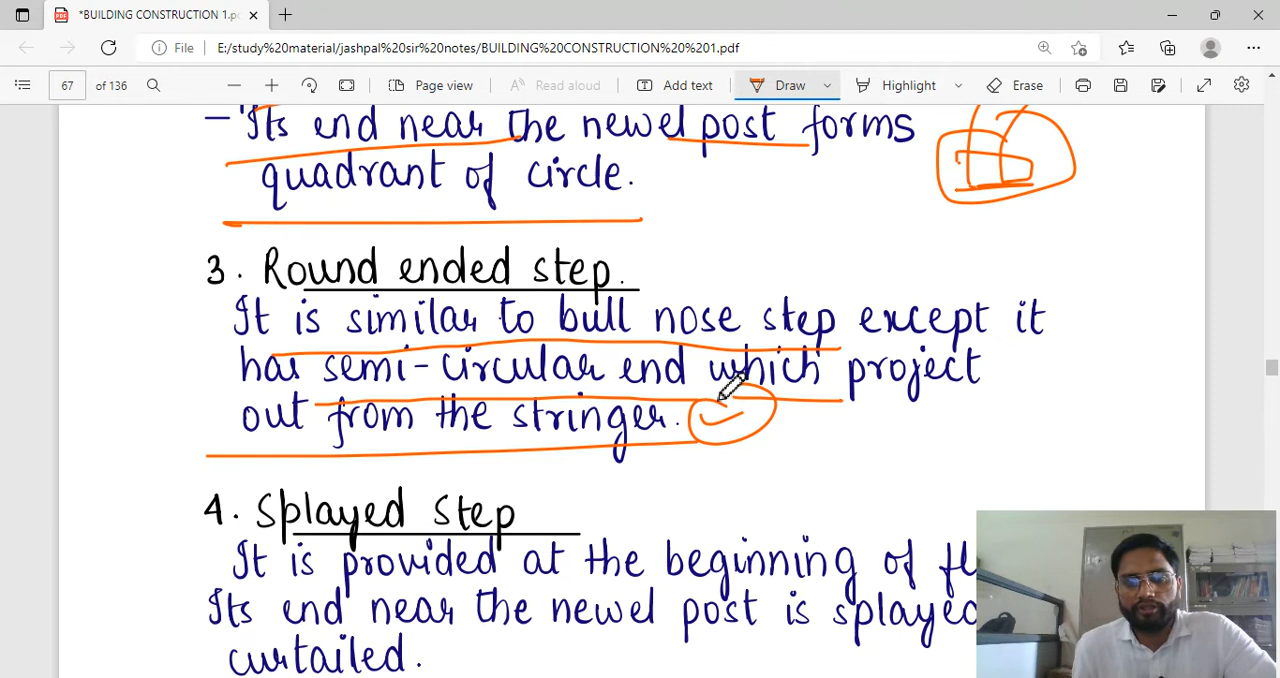 *BUILDING CONSTRUCTION 1.p
File
E:/study%20material/jashpal%20sir%20notes/BUILDING%20CONSTRUCTION%20%201.pdf
67 of 136
Page view
Read aloud
Add text
Draw
Highlight
Erase
- Its end near the newel post forms
quadrant of circle.
3. Round ended step.
It is similar to bull nose step except it
has semi-circular end which project
out from the stringer.
4. Splayed step
It is provided at the beginning of
Its end near the newel post is splayed
curtailed.